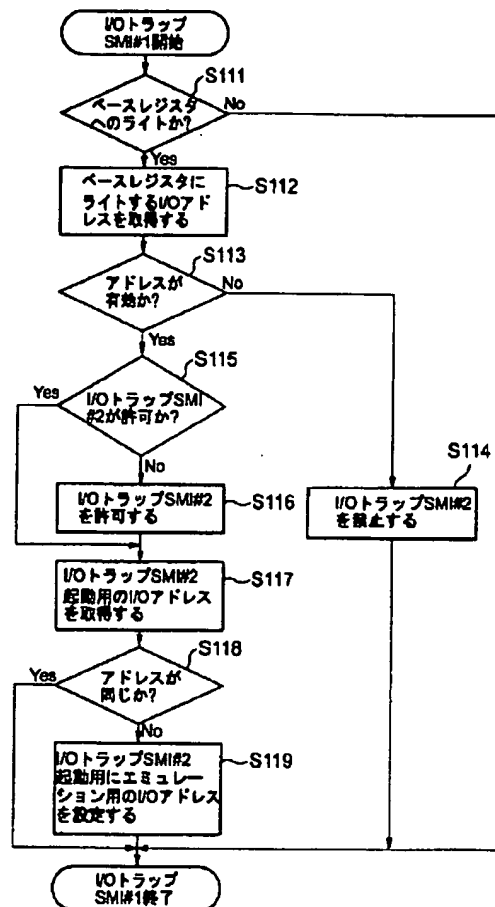 I/Oトラップ
SMI#1開始
S111
ベースレジスタ
へのライトか?
No
Yes
ベースレジスタに
ライトするI/Oアド
レスを取得する
S112
S113
アドレスが
有効か?
No
Yes
S115
Yes
I/OトラップSMI
#2が許可か?
No
S114
I/OトラップSMI#2
を許可する
S116
I/OトラップSMI#2
を禁止する
I/OトラップSMI#2
起動用のI/Oアドレス
を取得する
S117
S118
Yes
アドレスが
同じか?
No
I/OトラップSMI#2
起動用にエミュレー
ション用のI/Oアドレス
を設定する
S119
I/Oトラップ
SMI#1終了